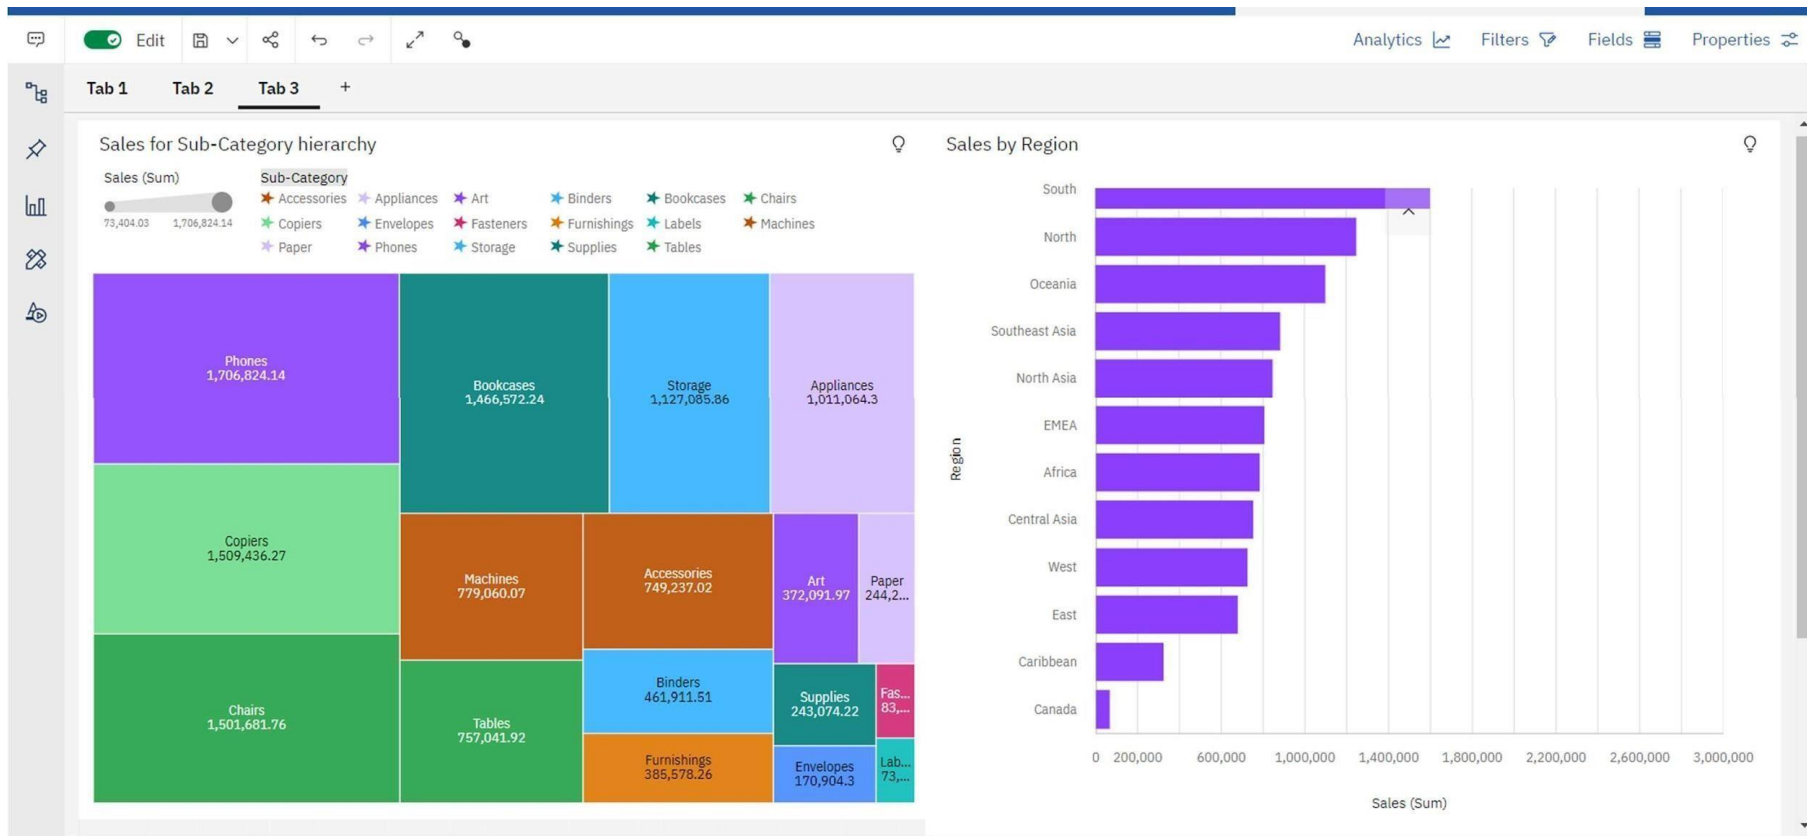 Edit
Analytics
Filters
Fields
Properties
Tab 1
Tab 2
Tab 3
+
Sales for Sub-Category hierarchy
Sales (Sum)
73,404.03 1,706,824.14
Sub-Category
Accessories Appliances Art Binders Bookcases Chairs
Copiers Envelopes Fasteners Furnishings Labels Machines
Paper Phones Storage Supplies Tables
Phones
1,706,824.14
Bookcases
1,466,572.24
Storage
1,127,085.86
Appliances
1,011,064.3
Copiers
1,509,436.27
Machines
779,060.07
Accessories
749,237.02
Art
372,091.97
Paper
244,2...
Chairs
1,501,681.76
Tables
757,041.92
Binders
461,911.51
Furnishings
385,578.26
Supplies
243,074.22
Fas...
83,...
Envelopes
170,904.3
Lab...
73,...
Sales by Region
Region
South
North
Oceania
Southeast Asia
North Asia
EMEA
Africa
Central Asia
West
East
Caribbean
Canada
0 200,000 600,000 1,000,000 1,400,000 1,800,000 2,200,000 2,600,000 3,000,000
Sales (Sum)